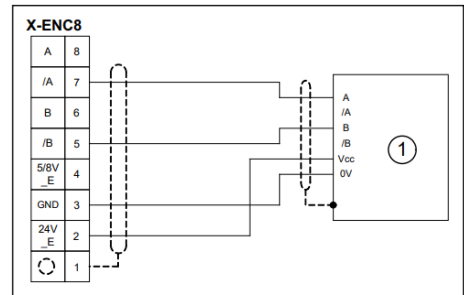 X-ENC8
A 8
/A 7
B 6
/B 5
5/8V
_E 4
GND 3
24V
_E 2
1
A
/A
B
/B
Vcc
0V
1